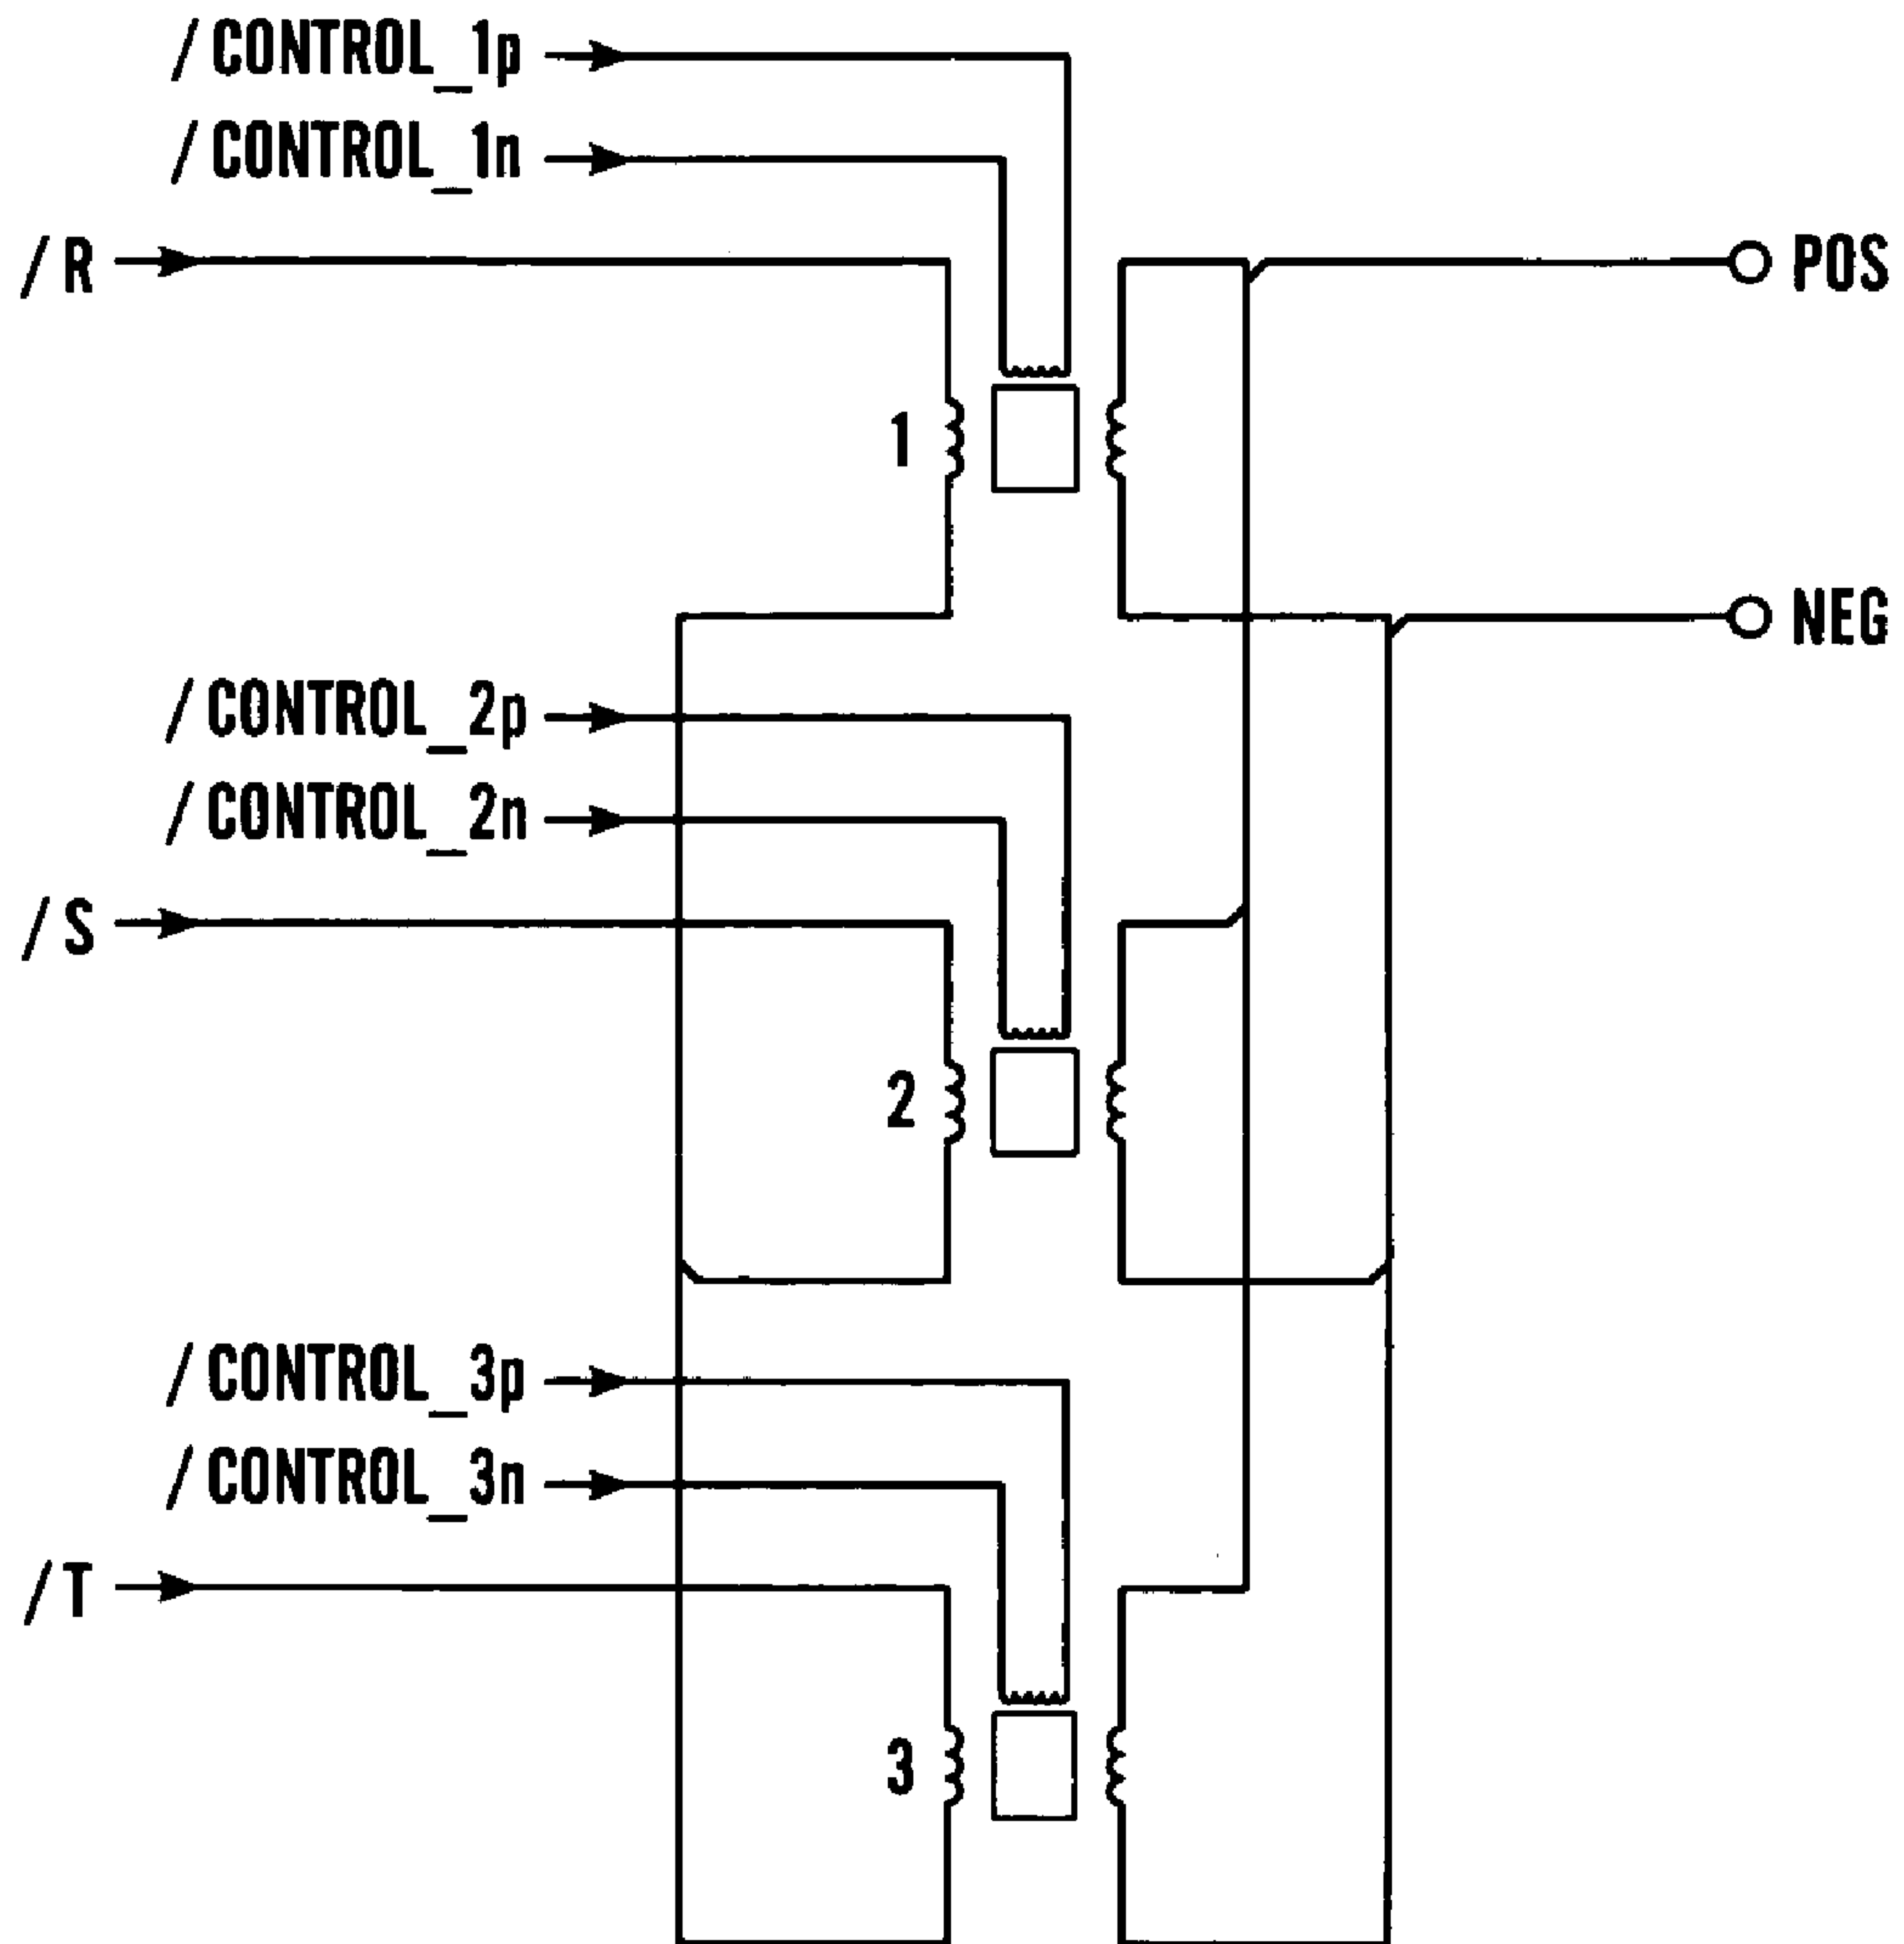 /CONTROL_1p
/CONTROL_1n
/R
POS
1
NEG
/CONTROL_2p
/CONTROL_2n
/S
2
/CONTROL_3p
/CONTROL_3n
/T
3